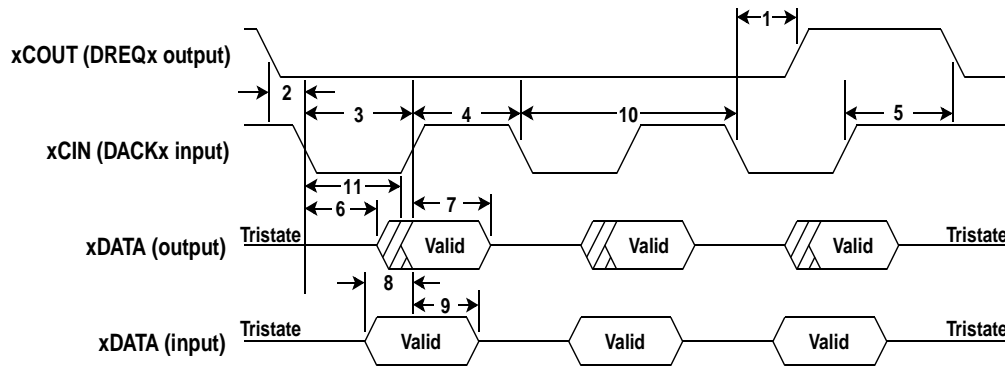 1
xCOUT (DREQx output)
2
3
4
10
5
xCIN (DACKx input)
11
6
7
Tristate
Valid
Valid
Valid
Tristate
xDATA (output)
8
9
Tristate
Valid
Valid
Valid
Tristate
xDATA (input)